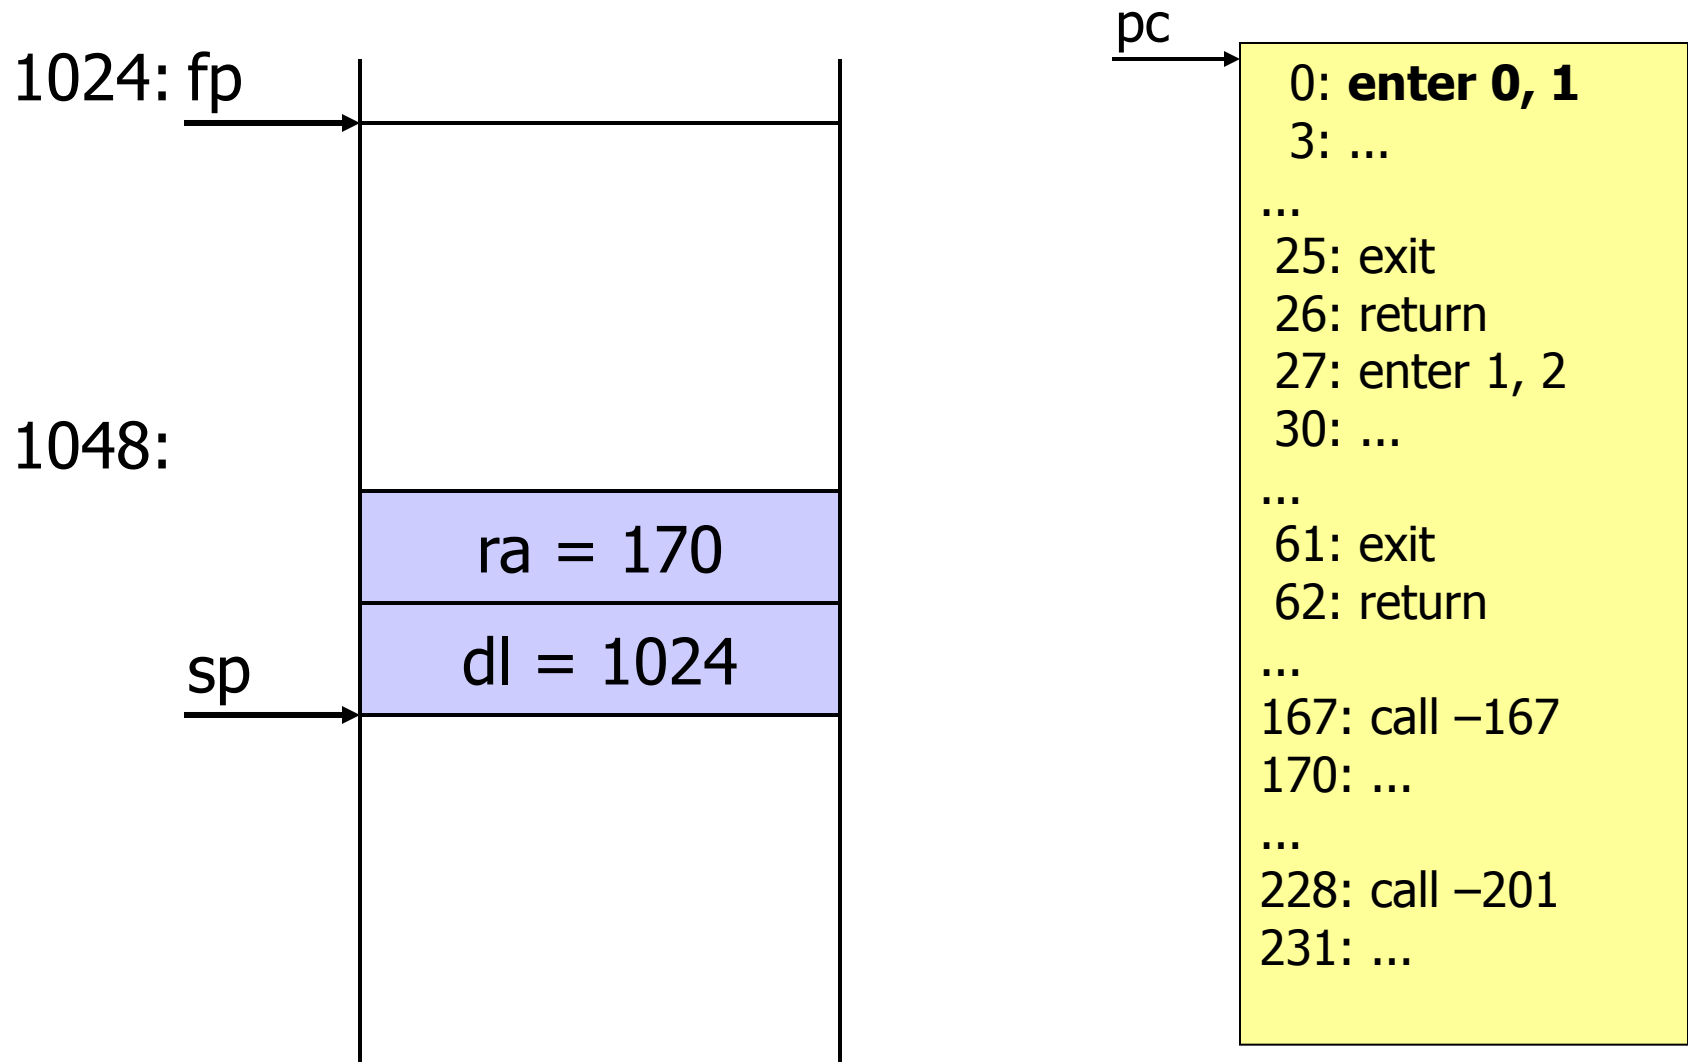 1024: fp
1048:
ra = 170
sp
dl = 1024
pc
0: enter 0, 1
3: ...
...
25: exit
26: return
27: enter 1, 2
30: ...
...
61: exit
62: return
...
167: call –167
170: ...
...
228: call –201
231: ...